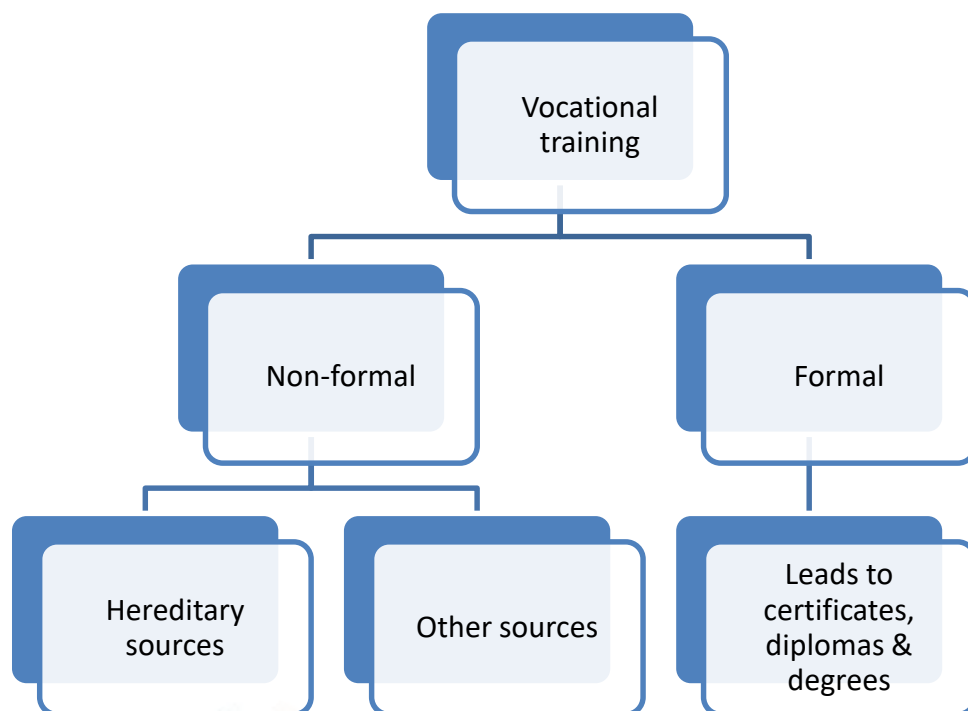 Vocational
training
Non-formal
Formal
Hereditary
sources
Other sources
Leads to
certificates,
diplomas &
degrees